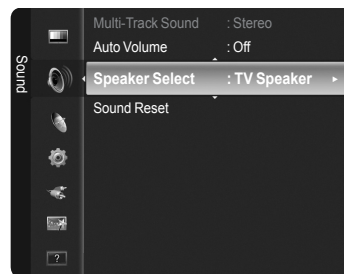 Sound
Multi-Track Sound : Stereo
Auto Volume : Off
Speaker Select : TV Speaker
Sound Reset
?